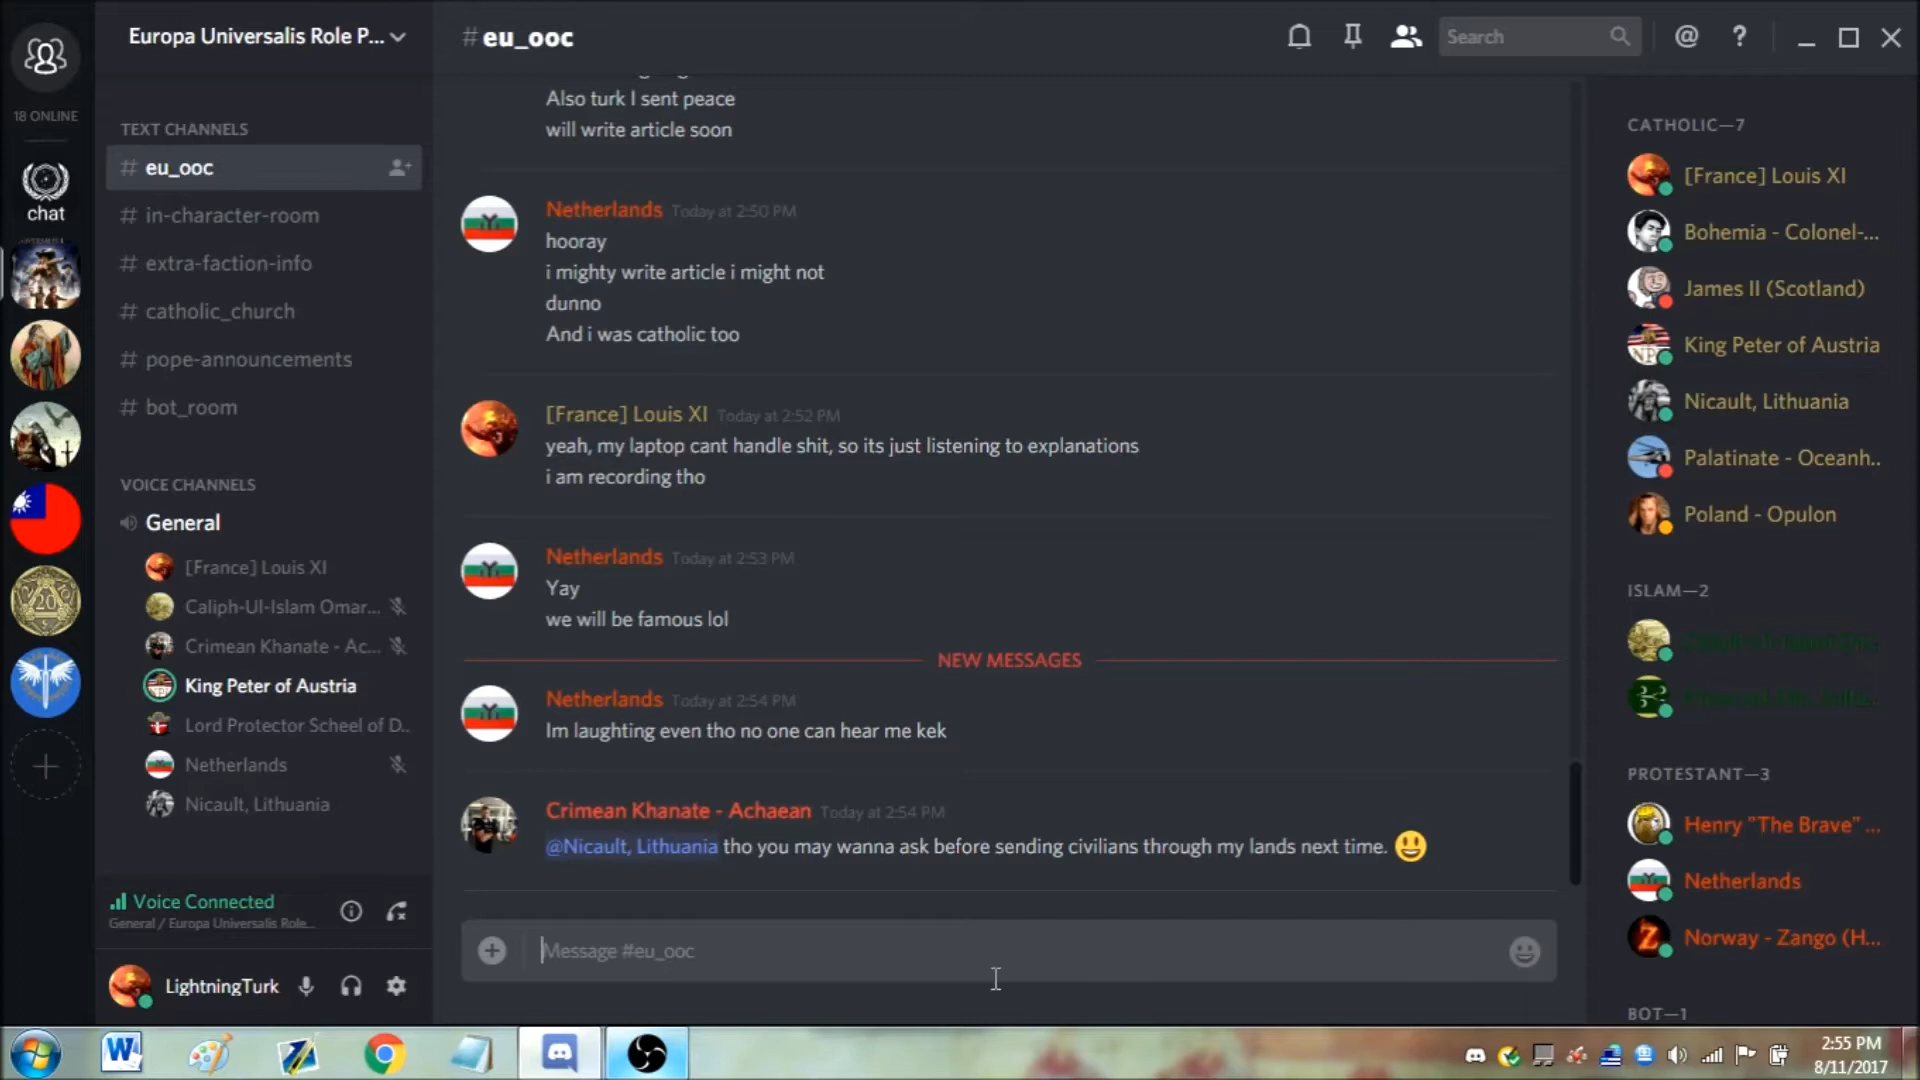 18 ONLINE
chat
Europa Universalis Role P...
TEXT CHANNELS
# eu_ooc
# in-character-room
# extra-faction-info
# catholic_church
# pope-announcements
# bot_room
VOICE CHANNELS
General
[France] Louis XI
Caliph-Ul-Islam Omar...
Crimean Khanate - Ac...
King Peter of Austria
Lord Protector Scheel of D..
Netherlands
Nicault, Lithuania
Voice Connected
General / Europa Universalis Role...
LightningTurk
# eu_ooc
Search
Also turk I sent peace
will write article soon
Netherlands Today at 2:50 PM
hooray
i mighty write article i might not
dunno
And i was catholic too
[France] Louis XI Today at 2:52 PM
yeah, my laptop cant handle shit, so its just listening to explanations
i am recording tho
Netherlands Today at 2:53 PM
Yay
we will be famous lol
NEW MESSAGES
Netherlands Today at 2:54 PM
Im laughting even tho no one can hear me kek
Crimean Khanate - Achaean Today at 2:54 PM
@Nicault, Lithuania tho you may wanna ask before sending civilians through my lands next time.
Message #eu_ooc
CATHOLIC—7
[France] Louis XI
Bohemia - Colonel-...
James II (Scotland)
King Peter of Austria
Nicault, Lithuania
Palatinate - Oceanh..
Poland - Opulon
ISLAM—2
PROTESTANT—3
Henry "The Brave" ...
Netherlands
Norway - Zango (H...
BOT—1
2:55 PM
8/11/2017